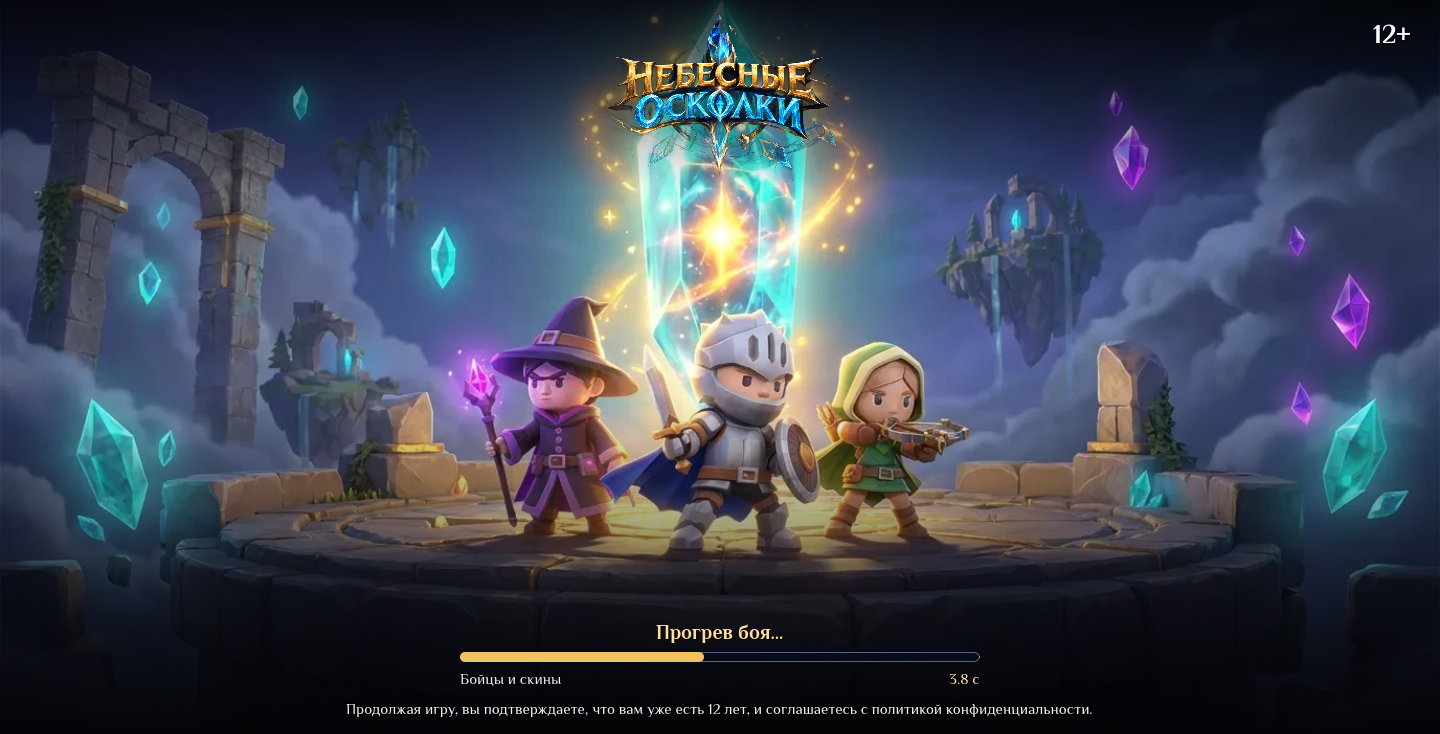 12+
НЕБЕСНЫЕ
ОСКОЛКИ
Прогрев боя...
Бойцы и скины 3.8 с
Продолжая игру, вы подтверждаете, что вам уже есть 12 лет, и соглашаетесь с политикой конфиденциальности.